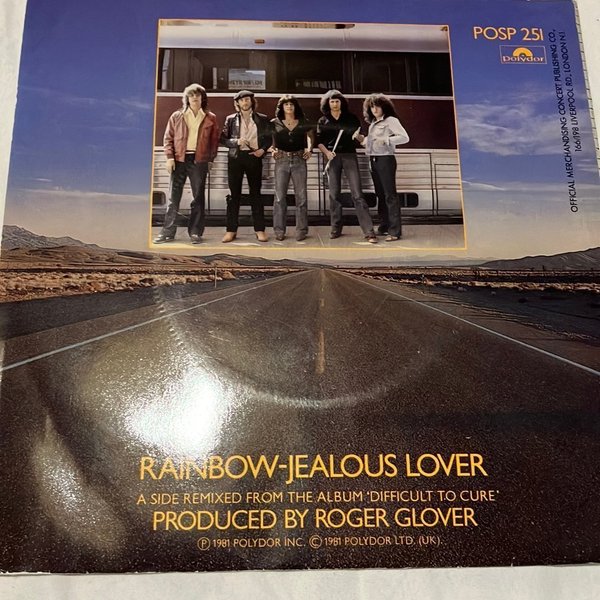 POSP 251
polydor
OFFICIAL MERCHANDISING CONCERT PUBLISHING CO.,
166/198 LIVERPOOL RD., LONDON N.I.
RAINBOW-JEALOUS LOVER
A SIDE REMIXED FROM THE ALBUM 'DIFFICULT TO CURE'
PRODUCED BY ROGER GLOVER
Ⓟ 1981 POLYDOR INC. © 1981 POLYDOR LTD. (UK).